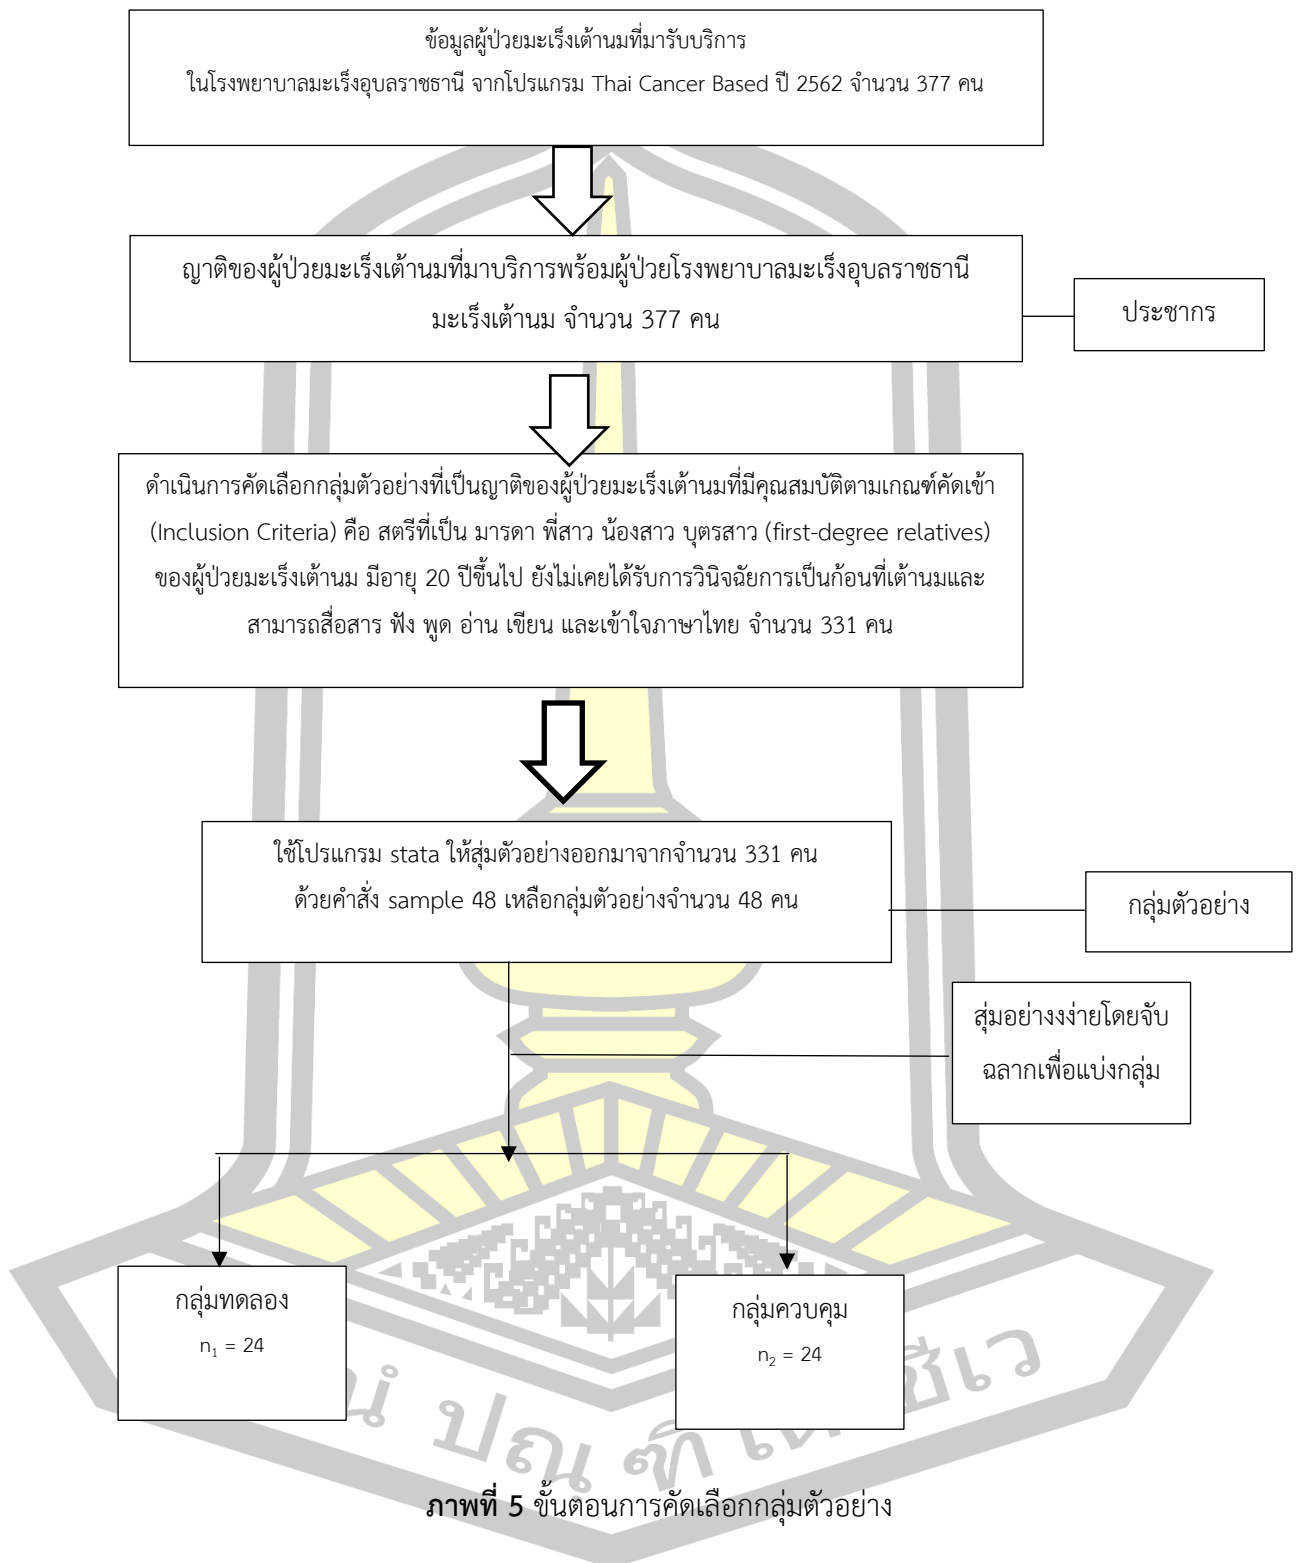 ข้อมูลผู้ป่วยมะเร็งเต้านมที่มารับบริการ
ในโรงพยาบาลมะเร็งอุบลราชธานี จากโปรแกรม Thai Cancer Based ปี 2562 จำนวน 377 คน
ญาติของผู้ป่วยมะเร็งเต้านมที่มาบริการพร้อมผู้ป่วยโรงพยาบาลมะเร็งอุบลราชธานี
มะเร็งเต้านม จำนวน 377 คน
ประชากร
ดำเนินการคัดเลือกกลุ่มตัวอย่างที่เป็นญาติของผู้ป่วยมะเร็งเต้านมที่มีคุณสมบัติตามเกณฑ์คัดเข้า
(Inclusion Criteria) คือ สตรีที่เป็น มารดา พี่สาว น้องสาว บุตรสาว (first-degree relatives)
ของผู้ป่วยมะเร็งเต้านม มีอายุ 20 ปีขึ้นไป ยังไม่เคยได้รับการวินิจฉัยการเป็นก้อนที่เต้านมและ
สามารถสื่อสาร ฟัง พูด อ่าน เขียน และเข้าใจภาษาไทย จำนวน 331 คน
ใช้โปรแกรม stata ให้สุ่มตัวอย่างออกมาจากจำนวน 331 คน
ด้วยคำสั่ง sample 48 เหลือกลุ่มตัวอย่างจำนวน 48 คน
กลุ่มตัวอย่าง
สุ่มอย่างงง่ายโดยจับ
ฉลากเพื่อแบ่งกลุ่ม
กลุ่มทดลอง
n₁ = 24
กลุ่มควบคุม
n₂ = 24
ปณฺฑิ
ชีเว
ภาพที่ 5 ขั้นตอนการคัดเลือกกลุ่มตัวอย่าง